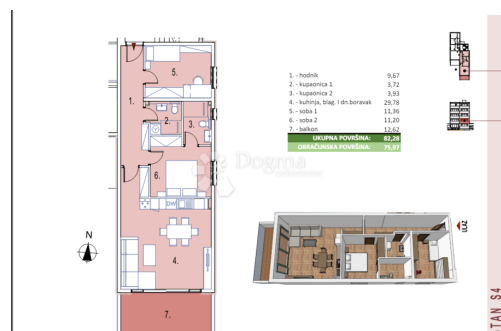 1. - hodnik 9,67
2. - kupaonica 1 3,72
3. - kupaonica 2 3,93
4. - kuhinja, blag. i dn.boravak 29,78
5. - soba 1 11,36
6. - soba 2 11,20
7. - balkon 12,62
UKUPNA POVRŠINA: 82,28
OBRAČUNSKA POVRŠINA: 75,97
1.
5.
2.
3.
6.
DW
4.
7.
N
Dogma
ULAZ
STAN S4